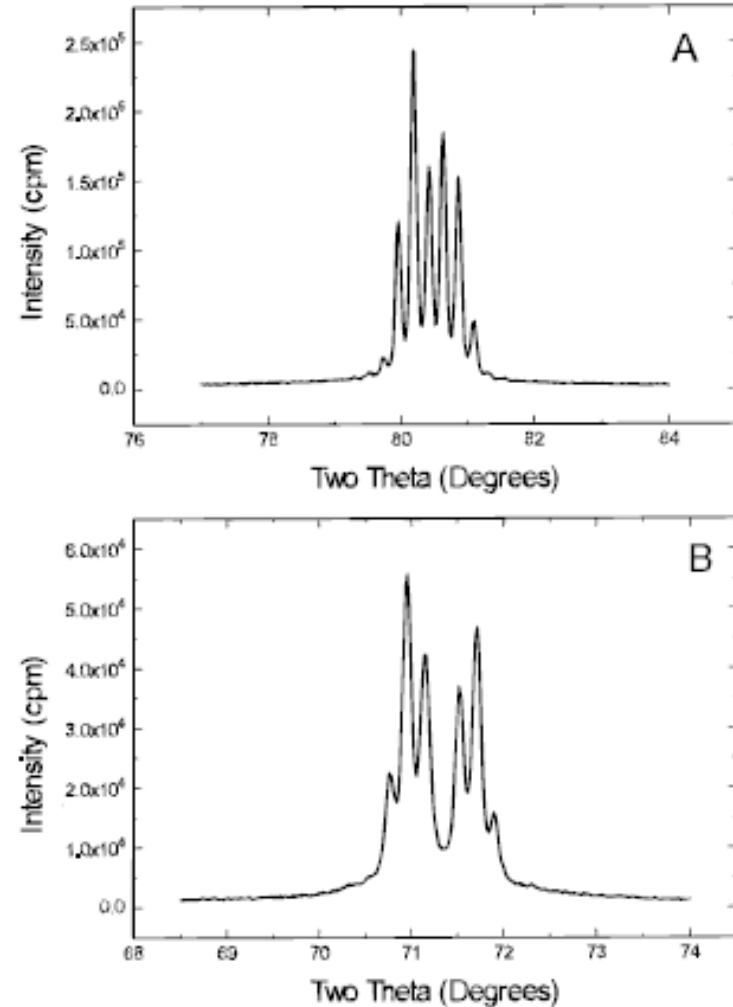 A
2.5x10⁵
2.0x10⁵
1.5x10⁵
1.0x10⁵
5.0x10⁴
0.0
Intensity (cpm)
76 78 80 82 84
Two Theta (Degrees)
B
6.0x10⁴
5.0x10⁴
4.0x10⁴
3.0x10⁴
2.0x10⁴
1.0x10⁴
0.0
Intensity (cpm)
68 69 70 71 72 73 74
Two Theta (Degrees)